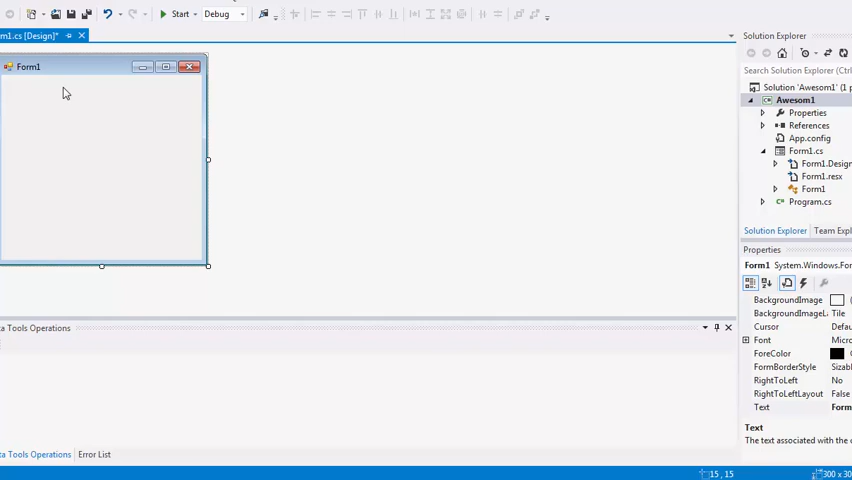 Start
Debug
m1.cs [Design]*
Form1
Solution Explorer
Search Solution Explorer
Solution 'Awesom1' (1 p
Awesom1
Properties
References
App.config
Form1.cs
Form1.Design
Form1.resx
Form1
Program.cs
Solution Explorer Team Expl
Properties
Form1 System.Windows.For
BackgroundImage
BackgroundImageLa Tile
Cursor Defau
Font Micro
ForeColor
FormBorderStyle Sizab
RightToLeft No
RightToLeftLayout False
Text Form
Text
The text associated with the c
ta Tools Operations
ta Tools Operations Error List
15, 15 300 x 30